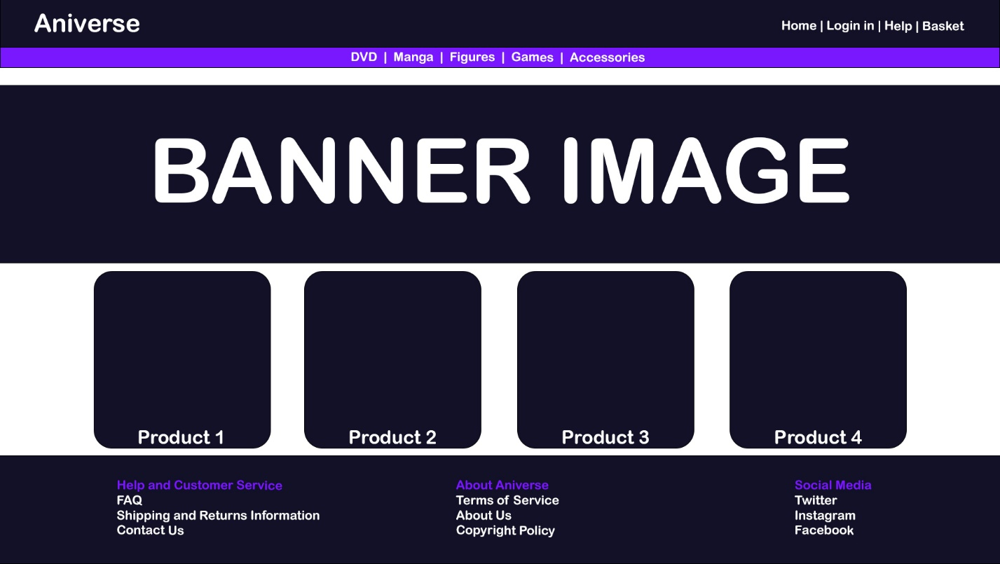 Aniverse
Home | Login in | Help | Basket
DVD | Manga | Figures | Games | Accessories
BANNER IMAGE
Product 1
Product 2
Product 3
Product 4
Help and Customer Service
FAQ
Shipping and Returns Information
Contact Us
About Aniverse
Terms of Service
About Us
Copyright Policy
Social Media
Twitter
Instagram
Facebook